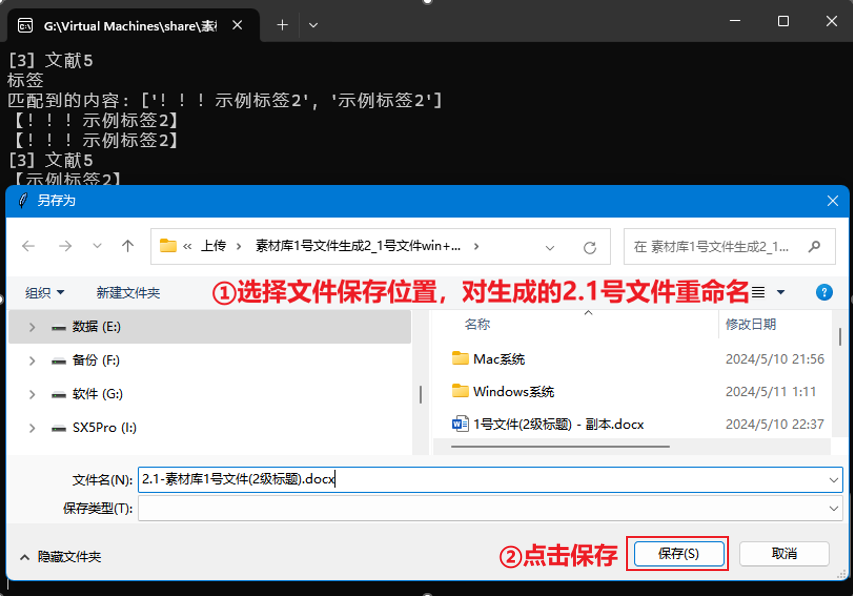 G:\Virtual Machines\share\素材
[3] 文献5
标签
匹配到的内容: ['！！！示例标签2', '示例标签2']
【！！！示例标签2】
【！！！示例标签2】
[3] 文献5
【示例标签2】
另存为
« 上传 › 素材库1号文件生成2_1号文件win+... ›
在 素材库1号文件生成2_1...
组织
新建文件夹
①选择文件保存位置，对生成的2.1号文件重命名
数据 (E:)
备份 (F:)
软件 (G:)
SX5Pro (I:)
名称 修改日期
Mac系统 2024/5/10 21:56
Windows系统 2024/5/11 1:11
1号文件(2级标题) - 副本.docx 2024/5/10 22:37
文件名(N): 2.1-素材库1号文件(2级标题).docx
保存类型(T):
隐藏文件夹
②点击保存
保存(S)
取消